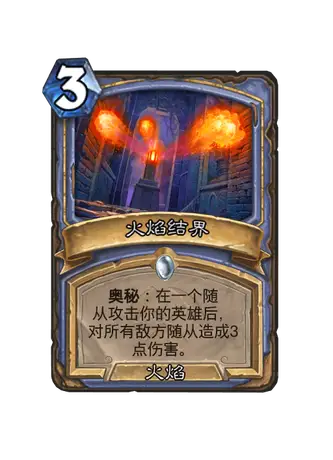 3
火焰结界
奥秘：在一个随
从攻击你的英雄后，
对所有敌方随从造成3
点伤害。
火焰